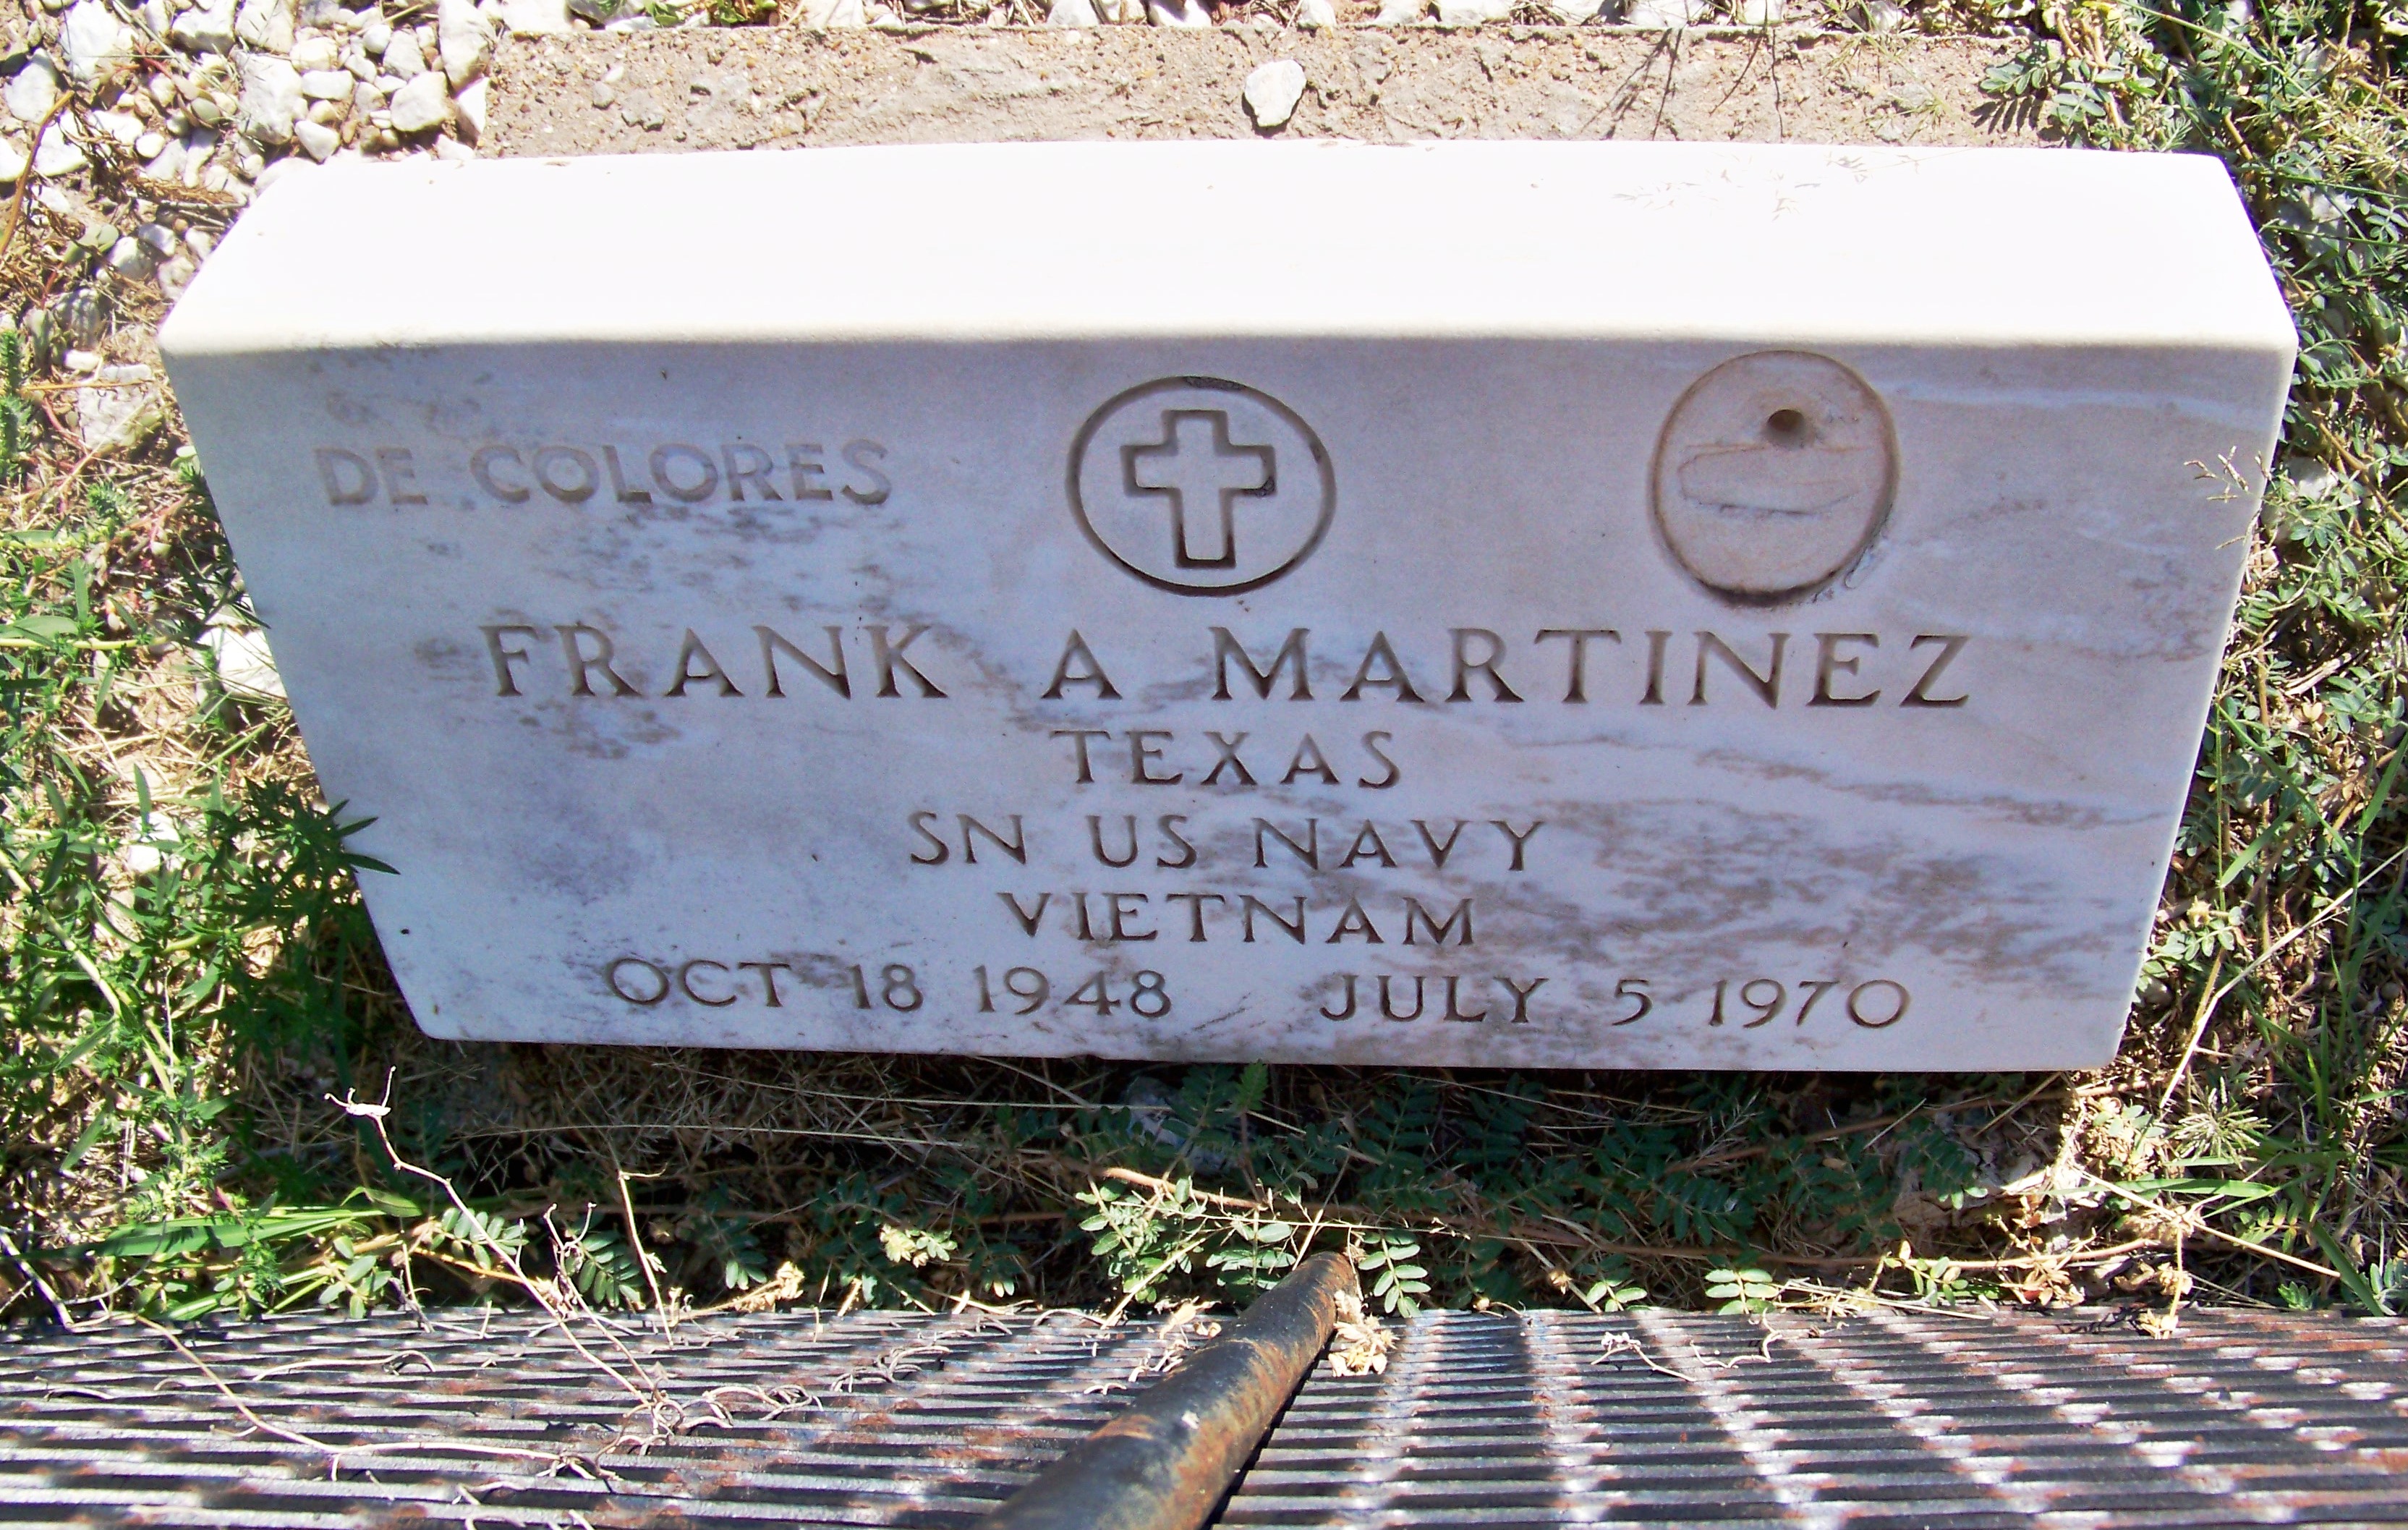 DE COLORES
FRANK A MARTINEZ
TEXAS
SN US NAVY
VIETNAM
OCT 18 1948 JULY 5 1970